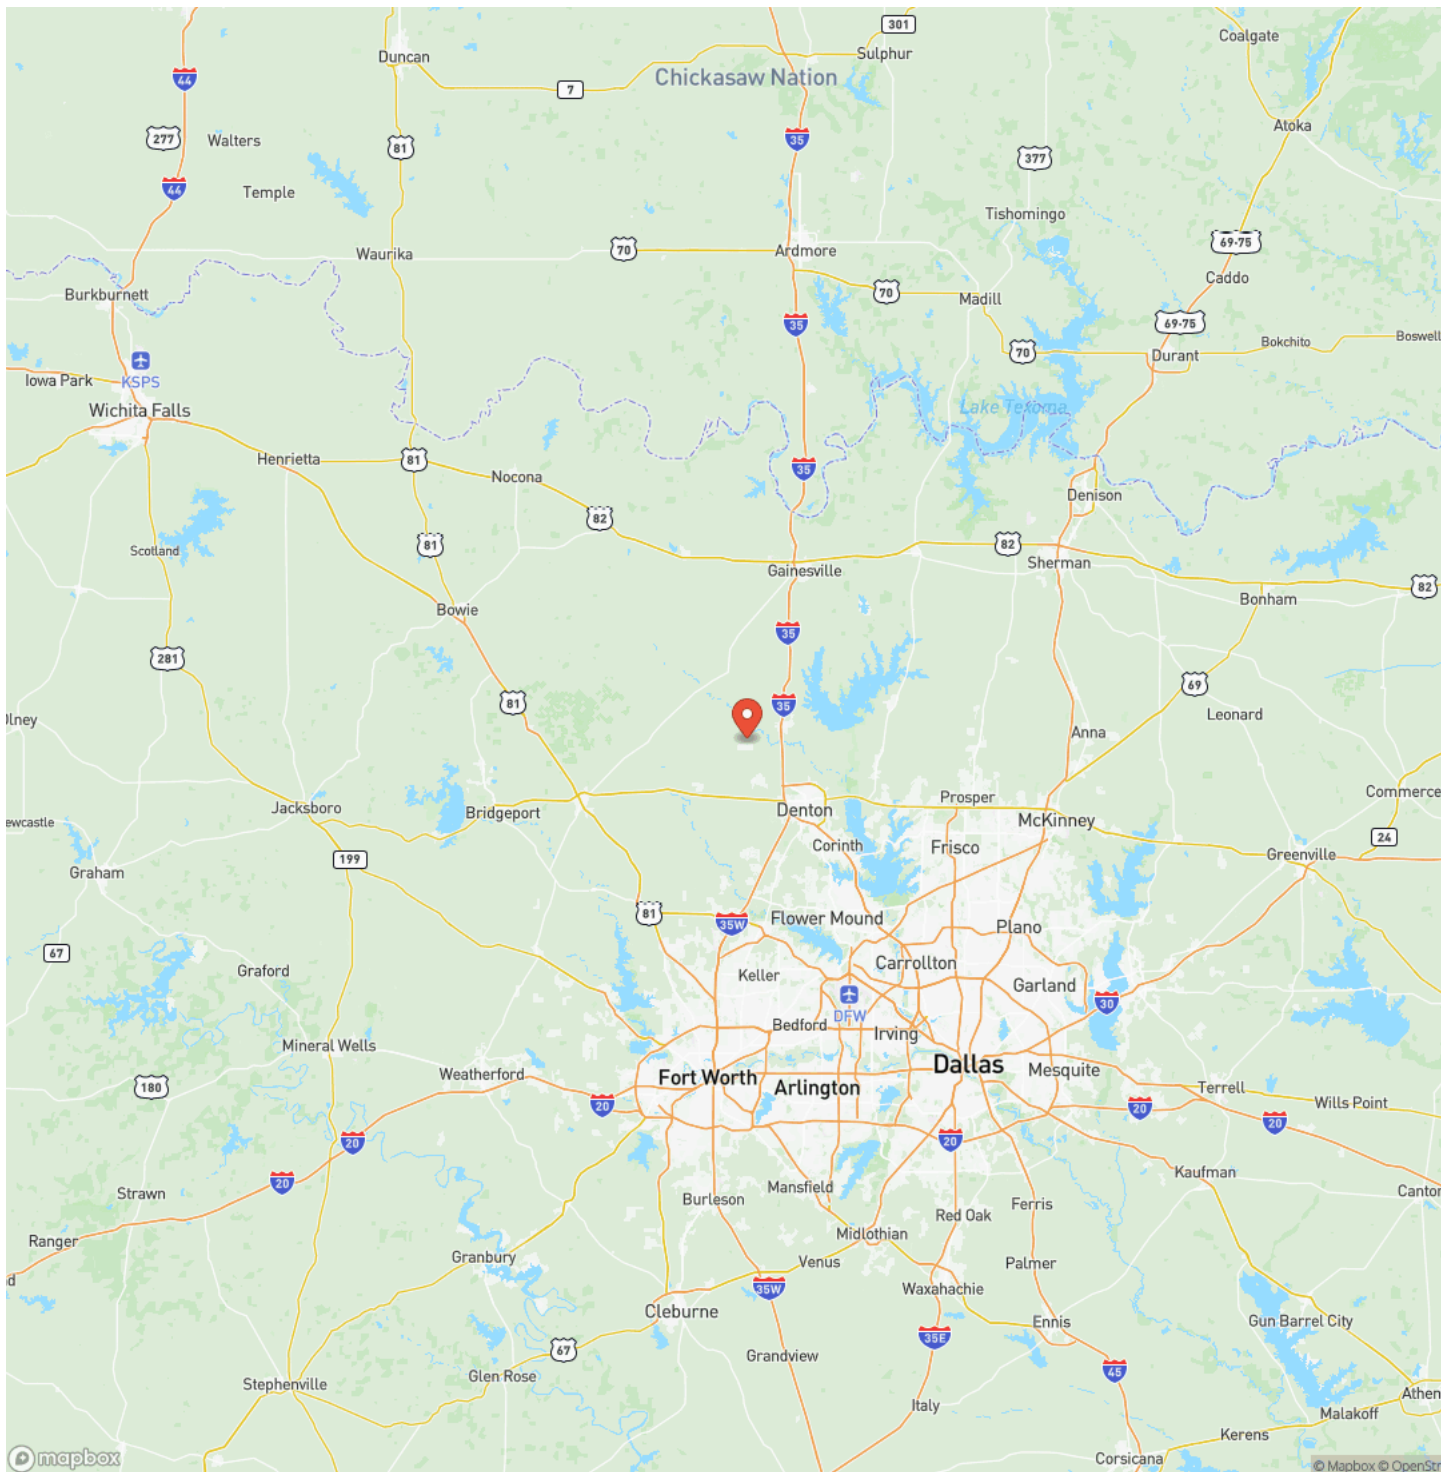 301
Coalgate
Duncan
Sulphur
44
Chickasaw Nation
7
Atoka
277
Walters
35
81
377
44
Temple
Tishomingo
69-75
Waurika
70
Ardmore
Caddo
Burkburnett
70
Madill
35
69-75
Bokchito
Boswell
70
Durant
Iowa Park
KSPS
Wichita Falls
Lake Texoma
Henrietta
81
Nocona
35
Denison
82
Scotland
81
82
Gainesville
Sherman
82
Bowie
Bonham
35
281
69
81
35
Leonard
Olney
Anna
Prosper
Commerce
Jacksboro
Bridgeport
Denton
McKinney
ewcastle
24
Corinth
Frisco
199
Greenville
Graham
81
35W
Flower Mound
Plano
67
Carrollton
Graford
Keller
Garland
30
DFW
Bedford
Irving
Mineral Wells
Dallas
Weatherford
Fort Worth
Arlington
Mesquite
180
Terrell
20
20
Wills Point
20
20
20
Kaufman
20
Strawn
Mansfield
Canton
Burleson
Ferris
Red Oak
Ranger
Midlothian
Granbury
Venus
Palmer
d
35W
Waxahachie
Cleburne
Ennis
Gun Barrel City
35E
67
Grandview
Glen Rose
45
Stephenville
Athen
Italy
Malakoff
Kerens
mapbox
Corsicana
© Mapbox © OpenStr